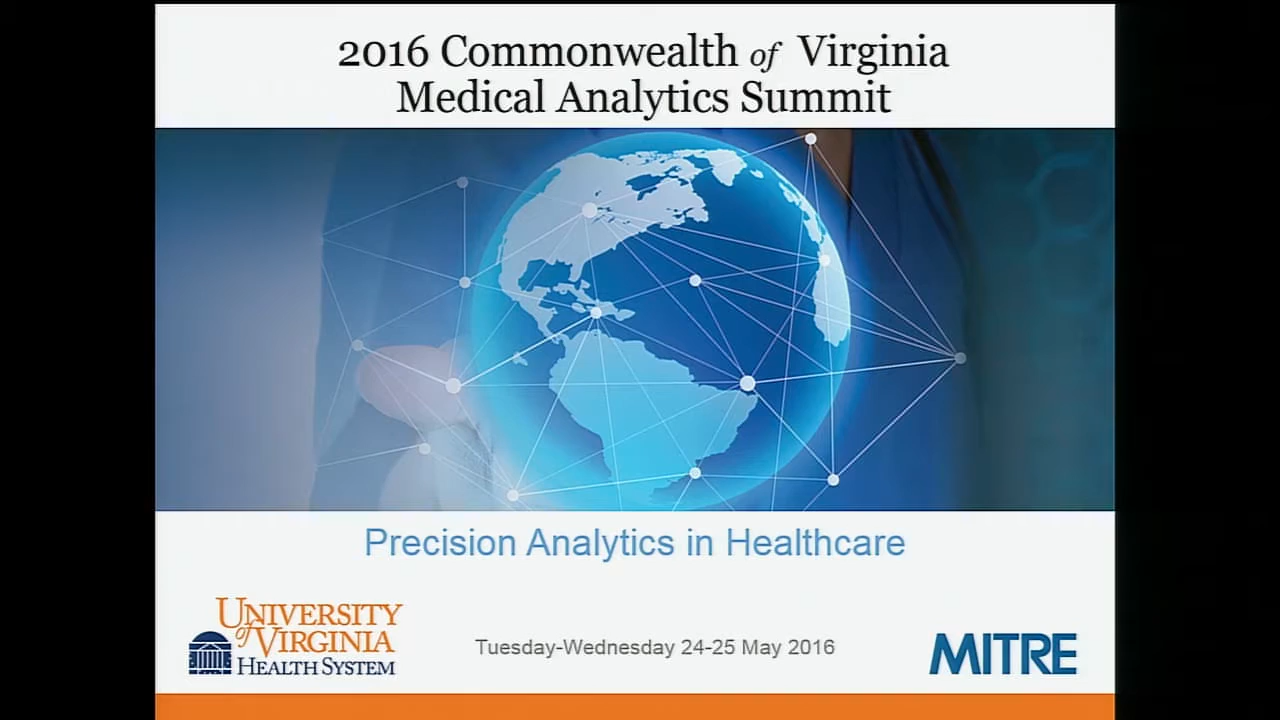 2016 Commonwealth of Virginia
Medical Analytics Summit
Precision Analytics in Healthcare
UNIVERSITY
of VIRGINIA
HEALTH SYSTEM
Tuesday-Wednesday 24-25 May 2016
MITRE